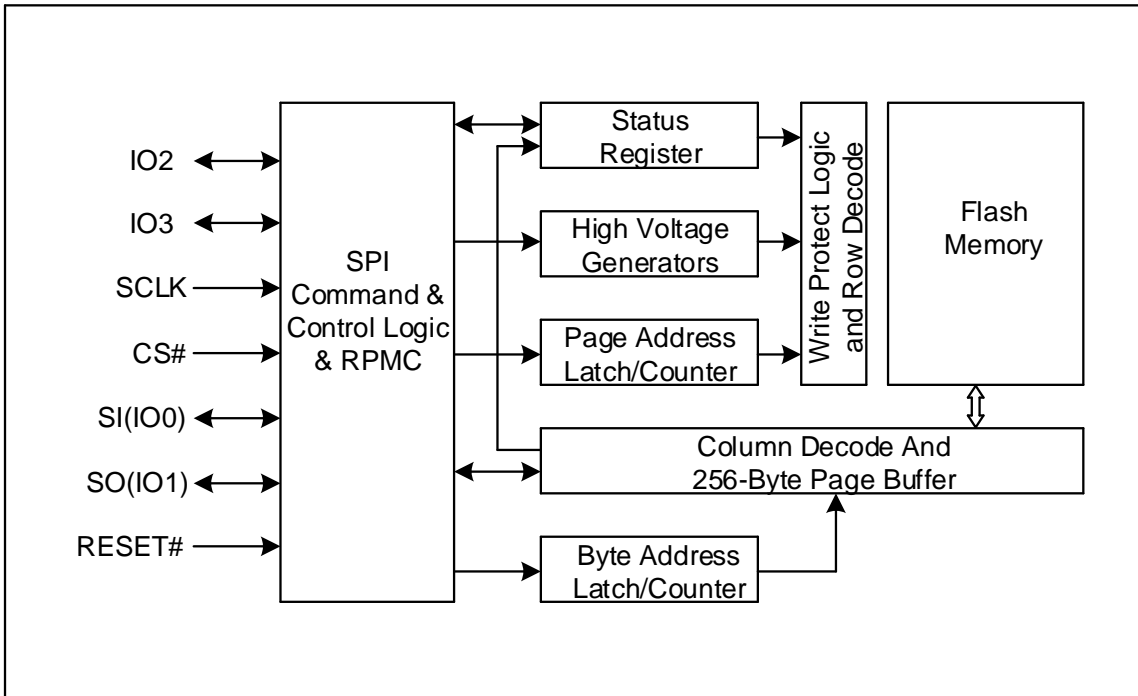 IO2
IO3
SCLK
CS#
SI(IO0)
SO(IO1)
RESET#
SPI
Command &
Control Logic
& RPMC
Status
Register
High Voltage
Generators
Page Address
Latch/Counter
Write Protect Logic
and Row Decode
Flash
Memory
Column Decode And
256-Byte Page Buffer
Byte Address
Latch/Counter